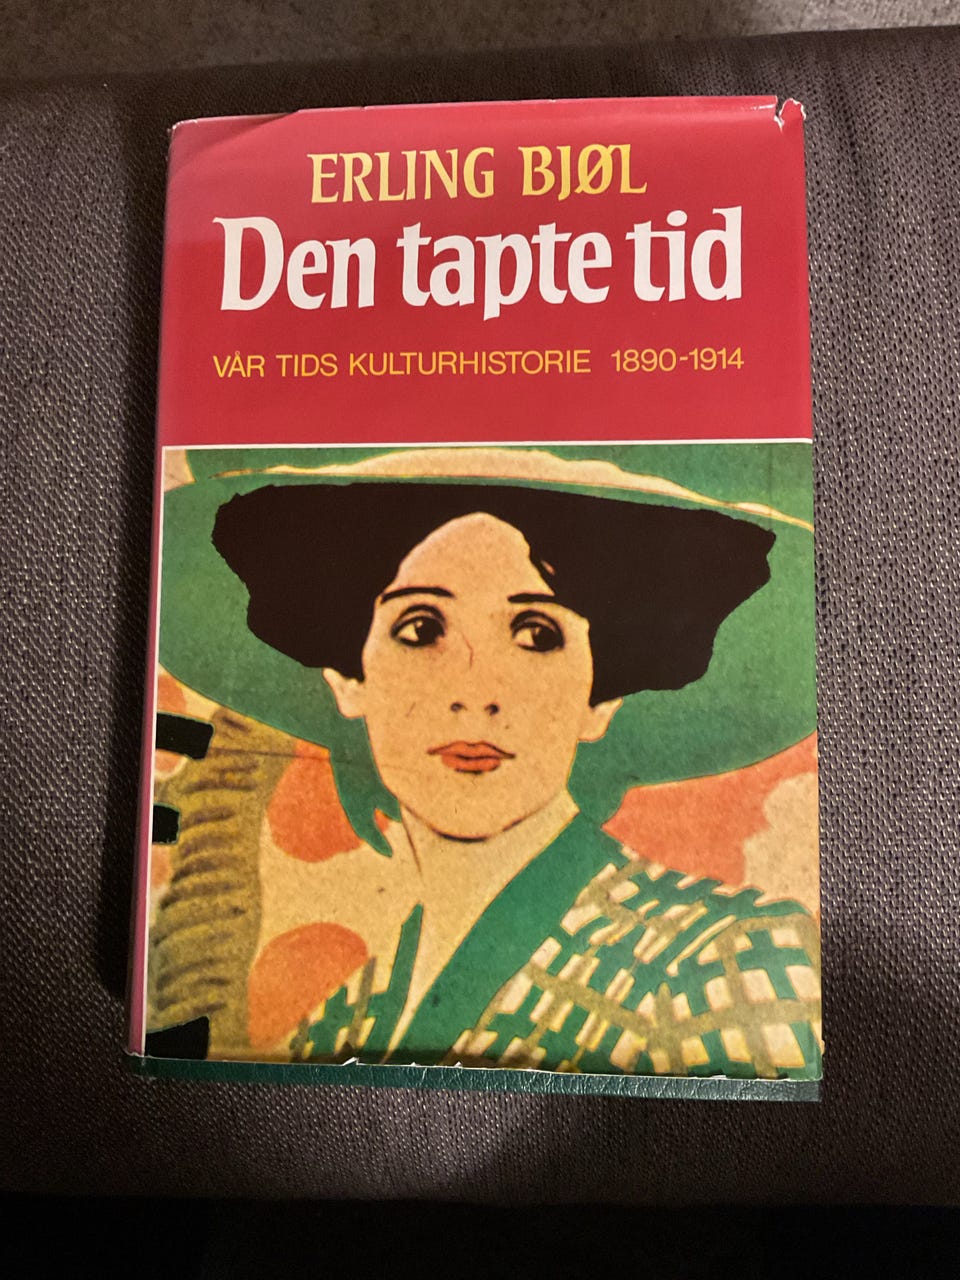 ERLING BJØL
Den tapte tid
VÅR TIDS KULTURHISTORIE 1890-1914